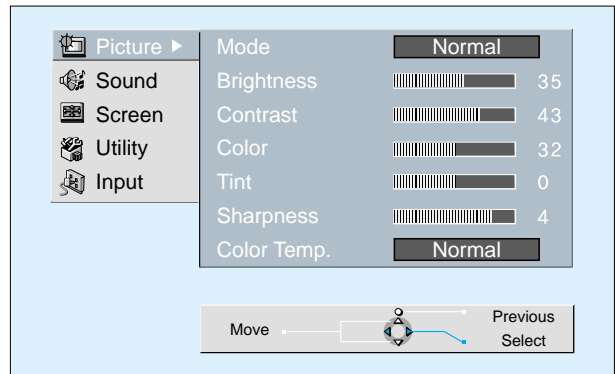 Picture
Sound
Screen
Utility
Input
Mode Normal
Brightness 35
Contrast 43
Color 32
Tint 0
Sharpness 4
Color Temp. Normal
Move
Previous
Select